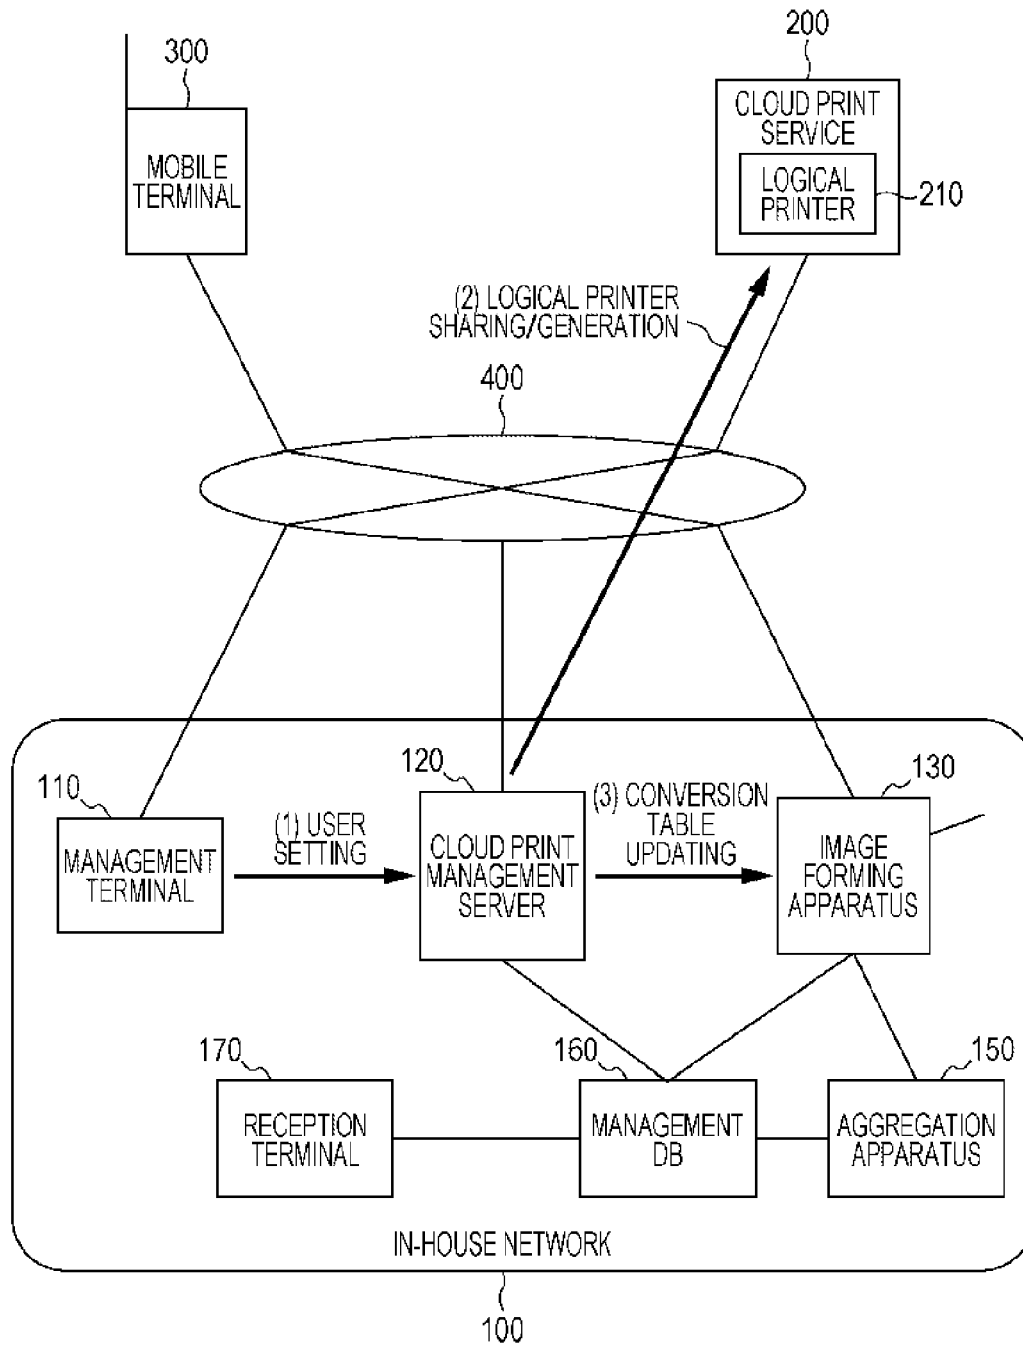 200
300
CLOUD PRINT
SERVICE
MOBILE
TERMINAL
LOGICAL
PRINTER
210
(2) LOGICAL PRINTER
SHARING/GENERATION
400
110
120
130
(1) USER
SETTING
(3) CONVERSION
TABLE
UPDATING
MANAGEMENT
TERMINAL
CLOUD PRINT
MANAGEMENT
SERVER
IMAGE
FORMING
APPARATUS
170
160
150
RECEPTION
TERMINAL
MANAGEMENT
DB
AGGREGATION
APPARATUS
IN-HOUSE NETWORK
100